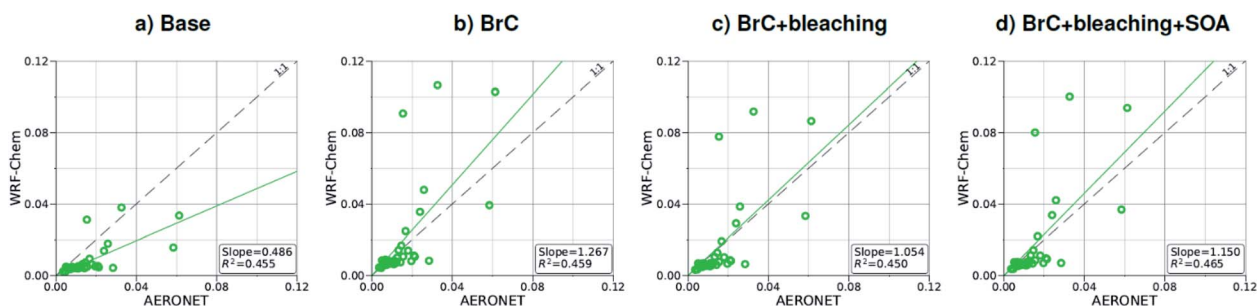 a) Base
b) BrC
c) BrC+bleaching
d) BrC+bleaching+SOA
0.12
0.08
0.04
0.00
WRF-Chem
1:1
Slope=0.486
R²=0.455
0.00
0.04
0.08
0.12
AERONET
0.12
0.08
0.04
0.00
WRF-Chem
1:1
Slope=1.267
R²=0.459
0.00
0.04
0.08
0.12
AERONET
0.12
0.08
0.04
0.00
WRF-Chem
1:1
Slope=1.054
R²=0.450
0.00
0.04
0.08
0.12
AERONET
0.12
0.08
0.04
0.00
WRF-Chem
1:1
Slope=1.150
R²=0.465
0.00
0.04
0.08
0.12
AERONET